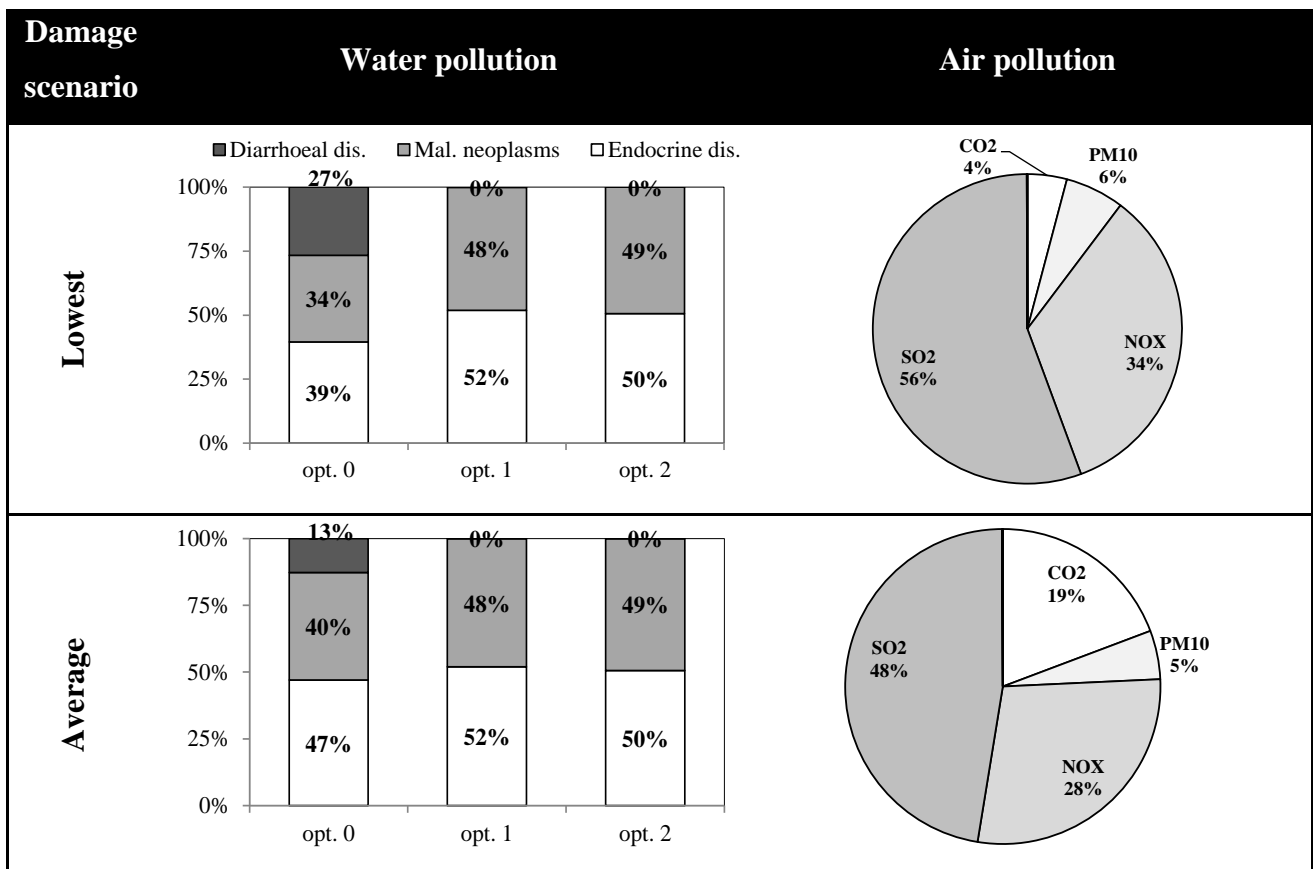 Damage
scenario
Water pollution
Air pollution
Lowest
Diarrhoeal dis. Mal. neoplasms Endocrine dis.
100%
75%
50%
25%
0%
27%
34%
39%
0%
48%
52%
0%
49%
50%
opt. 0 opt. 1 opt. 2
CO2
4%
PM10
6%
NOX
34%
SO2
56%
Average
100%
75%
50%
25%
0%
13%
40%
47%
0%
48%
52%
0%
49%
50%
opt. 0 opt. 1 opt. 2
CO2
19%
PM10
5%
NOX
28%
SO2
48%